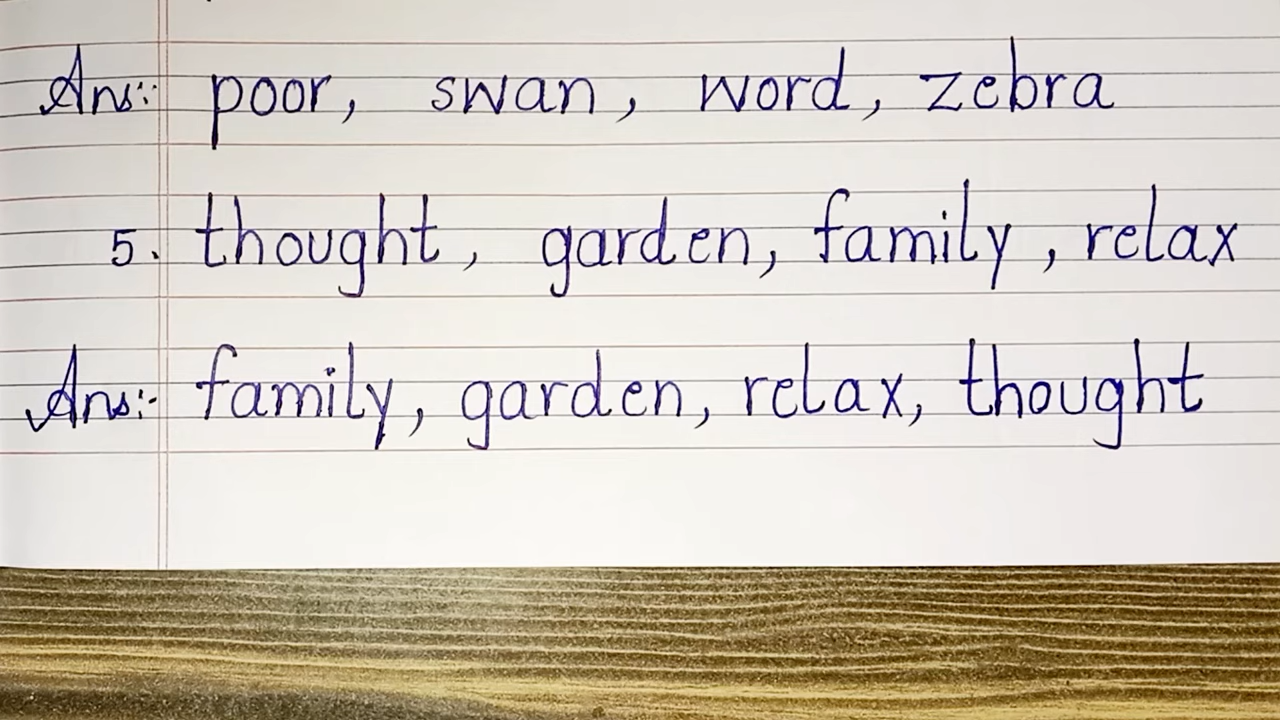 Ans:- poor, swan, word, zebra
5. thought, garden, family, relax
Ans:- family, garden, relax, thought